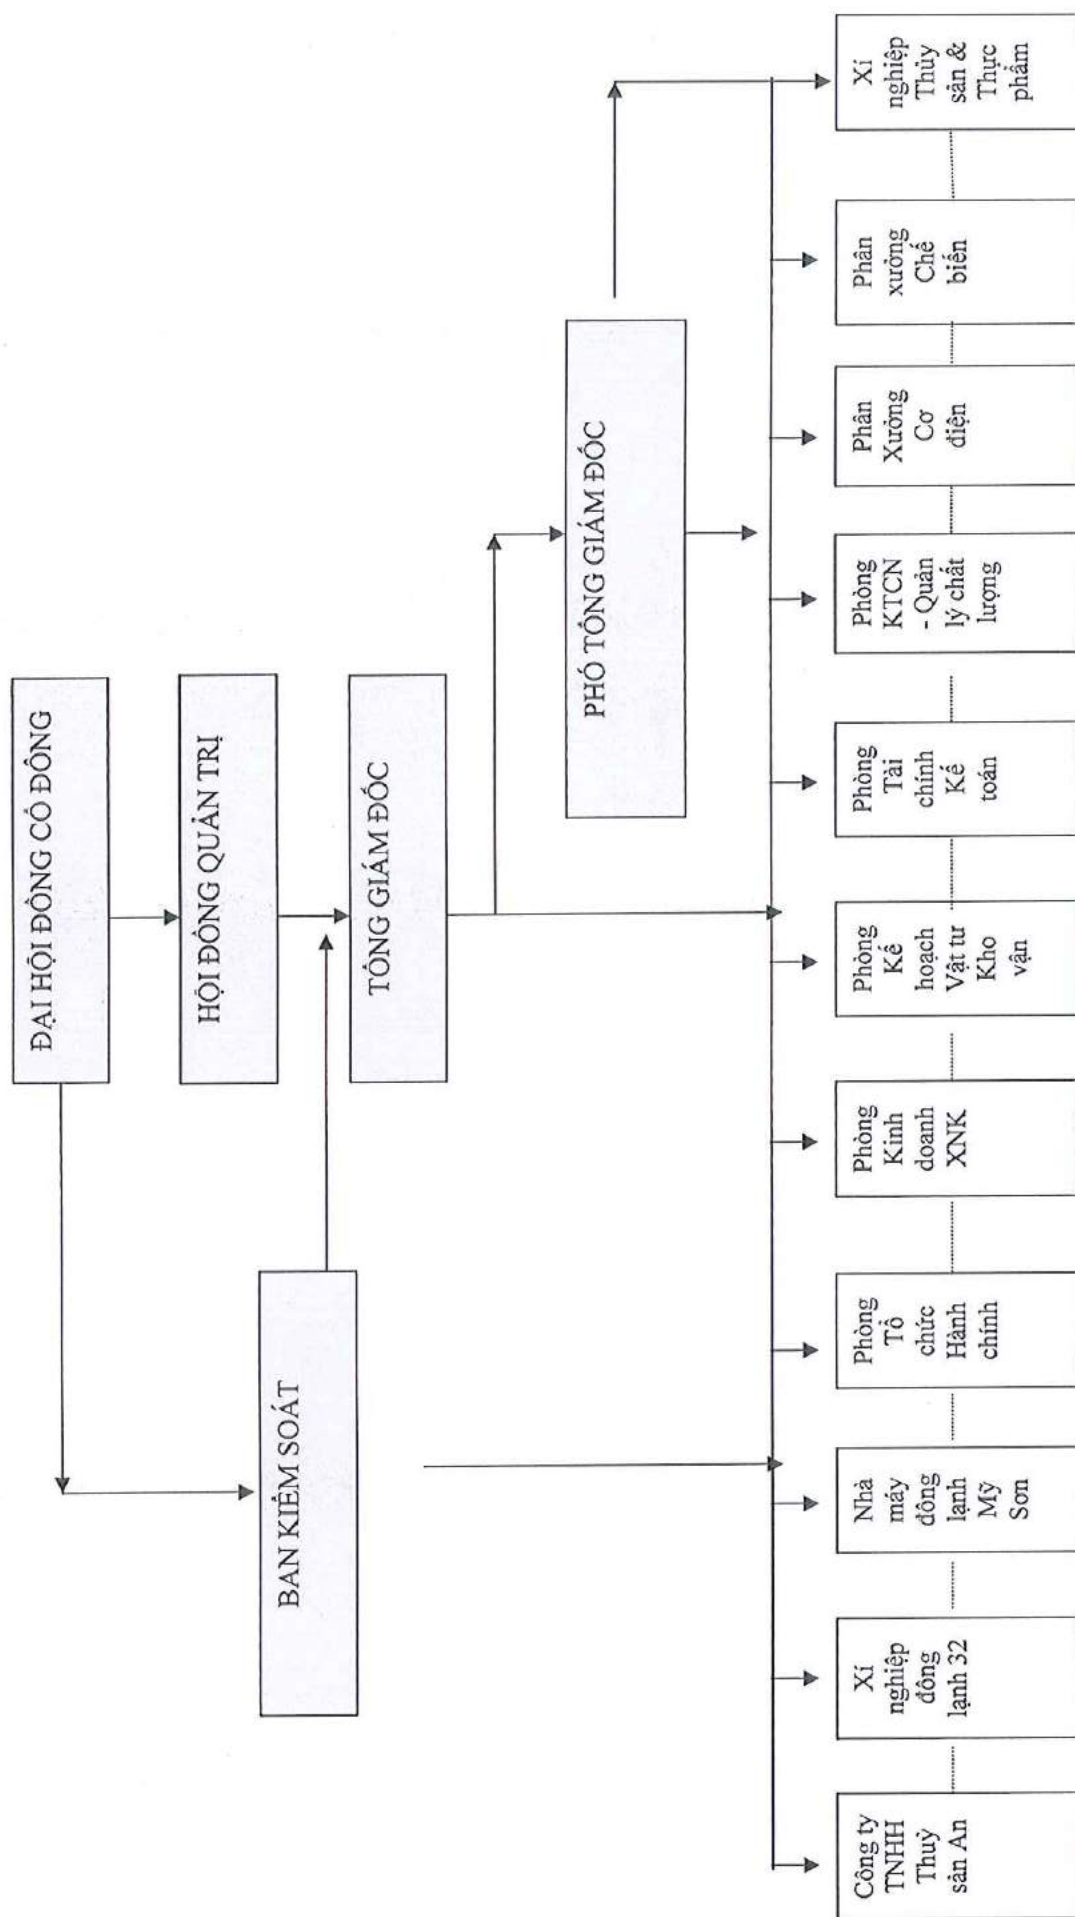 ĐẠI HỘI ĐỒNG CỔ ĐÔNG
HỘI ĐỒNG QUẢN TRỊ
BAN KIỂM SOÁT
TỔNG GIÁM ĐỐC
PHÓ TỔNG GIÁM ĐỐC
Công ty
TNHH
Thuỷ
sản An
Xí
nghiệp
đông
lạnh 32
Nhà
máy
đông
lạnh
Mỹ
Sơn
Phòng
Tổ
chức
Hành
chính
Phòng
Kinh
doanh
XNK
Phòng
Kế
hoạch
Vật tư
Kho
vận
Phòng
Tài
chính
Kế
toán
Phòng
KTCN
- Quản
lý chất
lượng
Phân
Xưởng
Cơ
điện
Phân
xưởng
Chế
biến
Xí
nghiệp
Thủy
sản &
Thực
phẩm